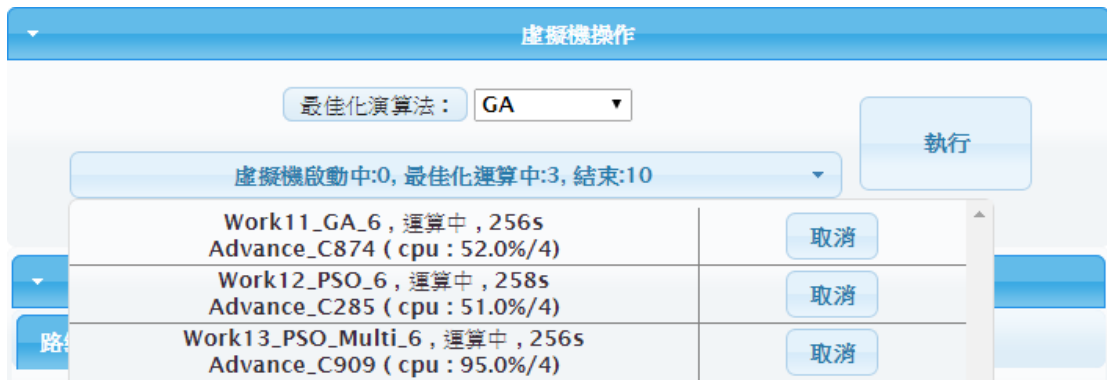 虛擬機操作
最佳化演算法：
GA
執行
虛擬機啟動中:0, 最佳化運算中:3, 結束:10
Work11_GA_6 , 運算中 , 256s
Advance_C874 ( cpu : 52.0%/4)
取消
Work12_PSO_6 , 運算中 , 258s
Advance_C285 ( cpu : 51.0%/4)
取消
路
Work13_PSO_Multi_6 , 運算中 , 256s
Advance_C909 ( cpu : 95.0%/4)
取消